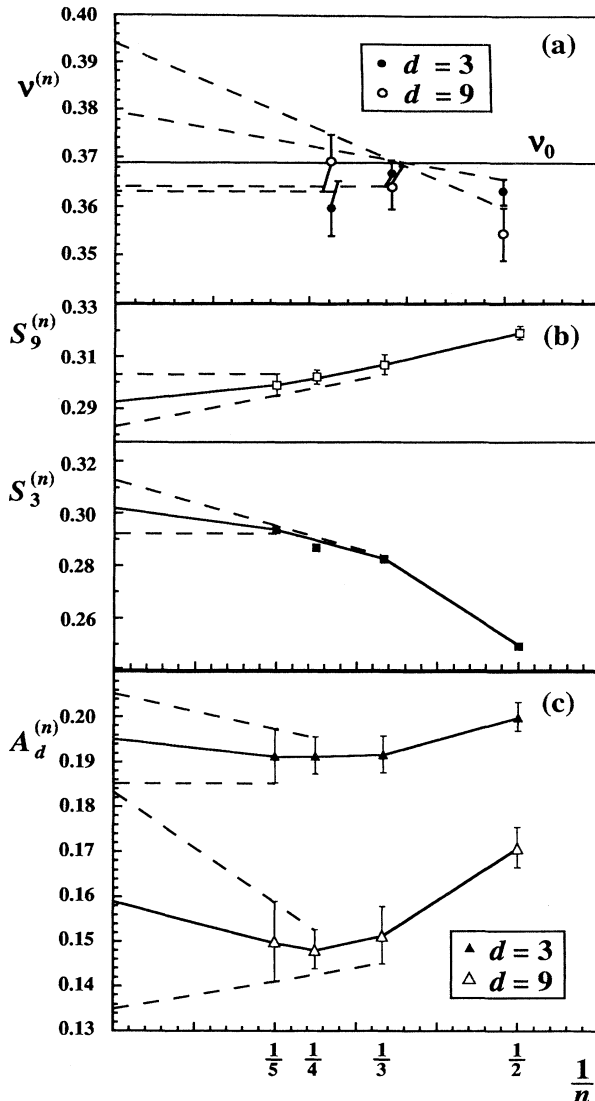 0.40
(a)
0.39
ν(n)
• d = 3
○ d = 9
0.38
0.37
ν0
0.36
0.35
0.33
S9(n)
(b)
0.31
0.29
0.32
S3(n)
0.30
0.28
0.26
(c)
0.20
Ad(n)
0.19
0.18
0.17
0.16
0.15
▲ d = 3
△ d = 9
0.14
0.13
1/5 1/4 1/3 1/2 1/n